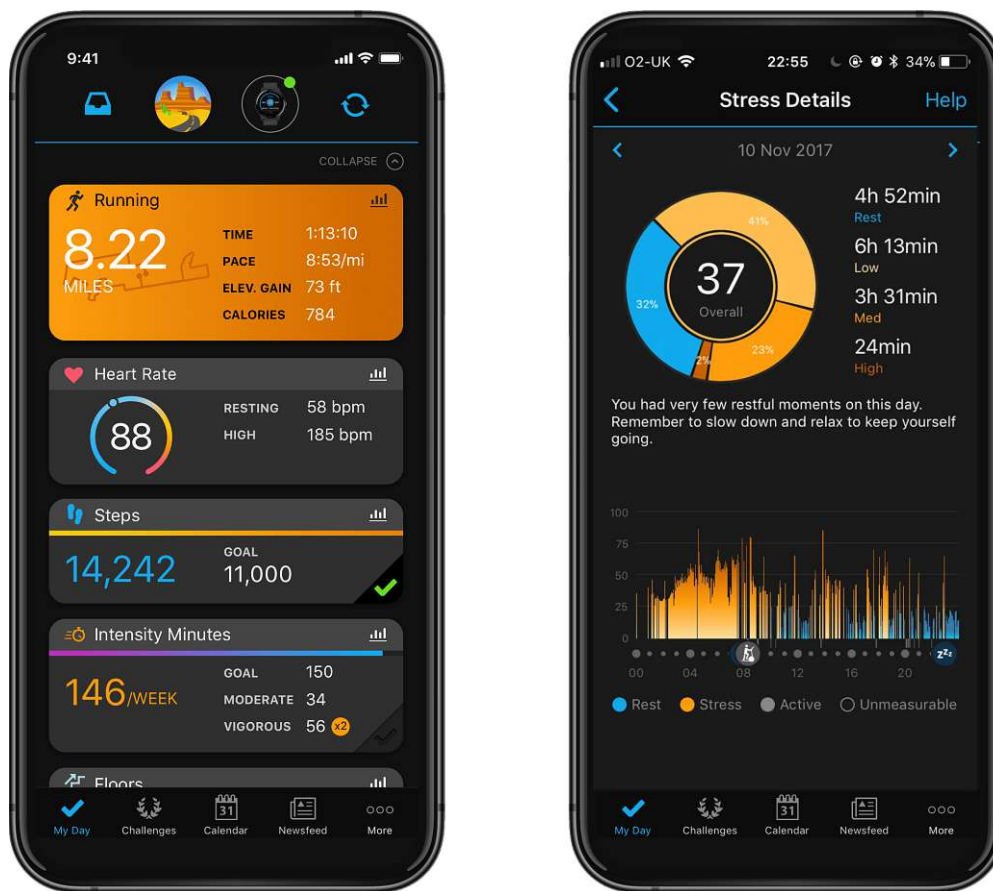 9:41
COLLAPSE
Running
8.22
MILES
TIME 1:13:10
PACE 8:53/mi
ELEV. GAIN 73 ft
CALORIES 784
Heart Rate
88
RESTING 58 bpm
HIGH 185 bpm
Steps
14,242
GOAL
11,000
Intensity Minutes
146/WEEK
GOAL 150
MODERATE 34
VIGOROUS 56 x2
Floors
31
My Day Challenges Calendar Newsfeed More
O2-UK 22:55 34%
Stress Details Help
10 Nov 2017
41%
32%
23%
2%
37
Overall
4h 52min
Rest
6h 13min
Low
3h 31min
Med
24min
High
You had very few restful moments on this day.
Remember to slow down and relax to keep yourself
going.
100
75
50
25
0
zZz
00 04 08 12 16 20
Rest Stress Active Unmeasurable
31
My Day Challenges Calendar Newsfeed More